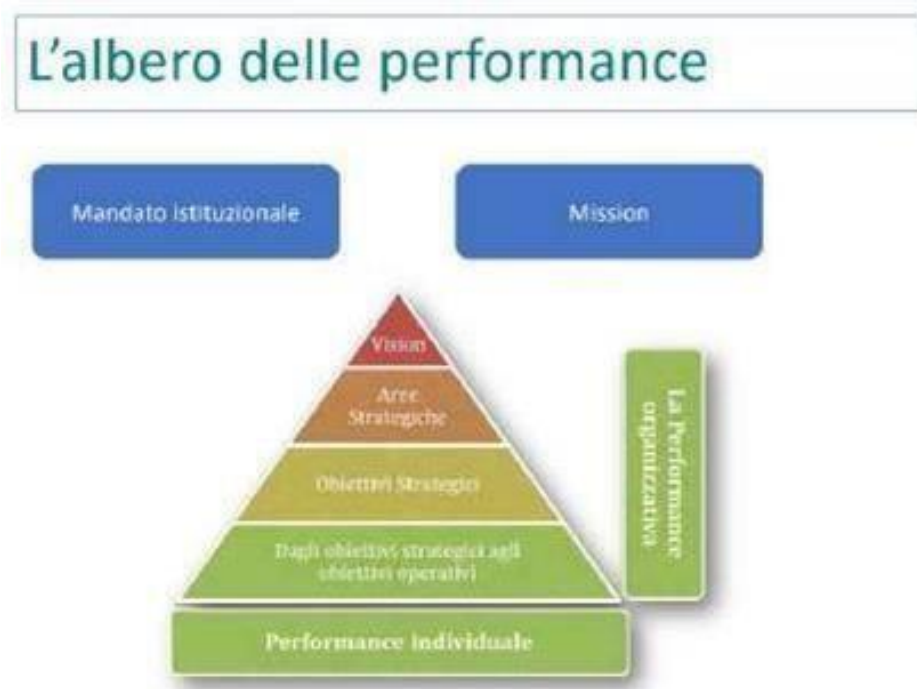 L'albero delle performance
Mandato istituzionale
Mission
Vision
Aree
Strategiche
Obiettivi Strategici
Dagli obiettivi strategici agli
obiettivi operativi
La Performance
organizzativa
Performance individuale